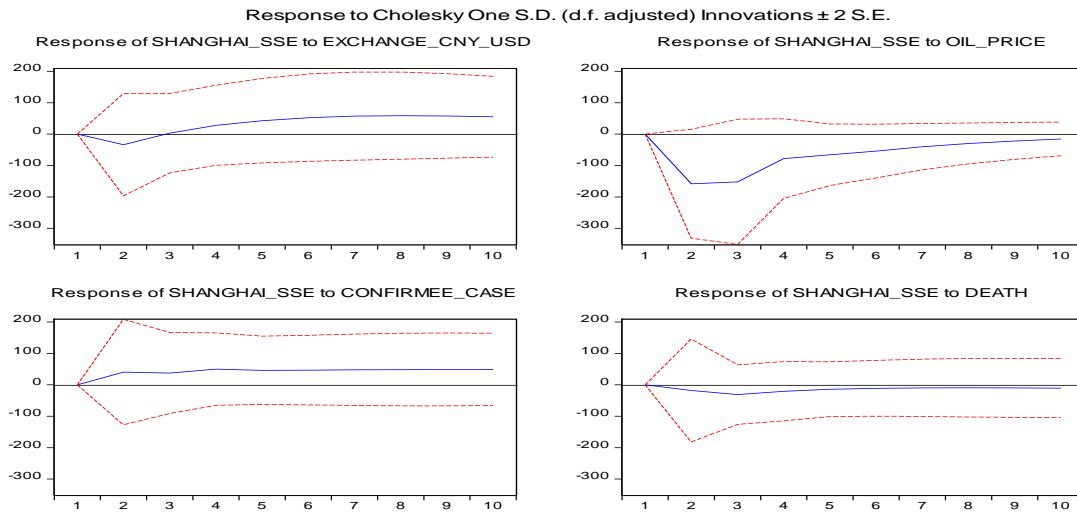 Response to Cholesky One S.D. (d.f. adjusted) Innovations ± 2 S.E.
Response of SHANGHAI_SSE to EXCHANGE_CNY_USD
200
100
0
-100
-200
-300
1 2 3 4 5 6 7 8 9 10
Response of SHANGHAI_SSE to OIL_PRICE
200
100
0
-100
-200
-300
1 2 3 4 5 6 7 8 9 10
Response of SHANGHAI_SSE to CONFIRMEE_CASE
200
100
0
-100
-200
-300
1 2 3 4 5 6 7 8 9 10
Response of SHANGHAI_SSE to DEATH
200
100
0
-100
-200
-300
1 2 3 4 5 6 7 8 9 10